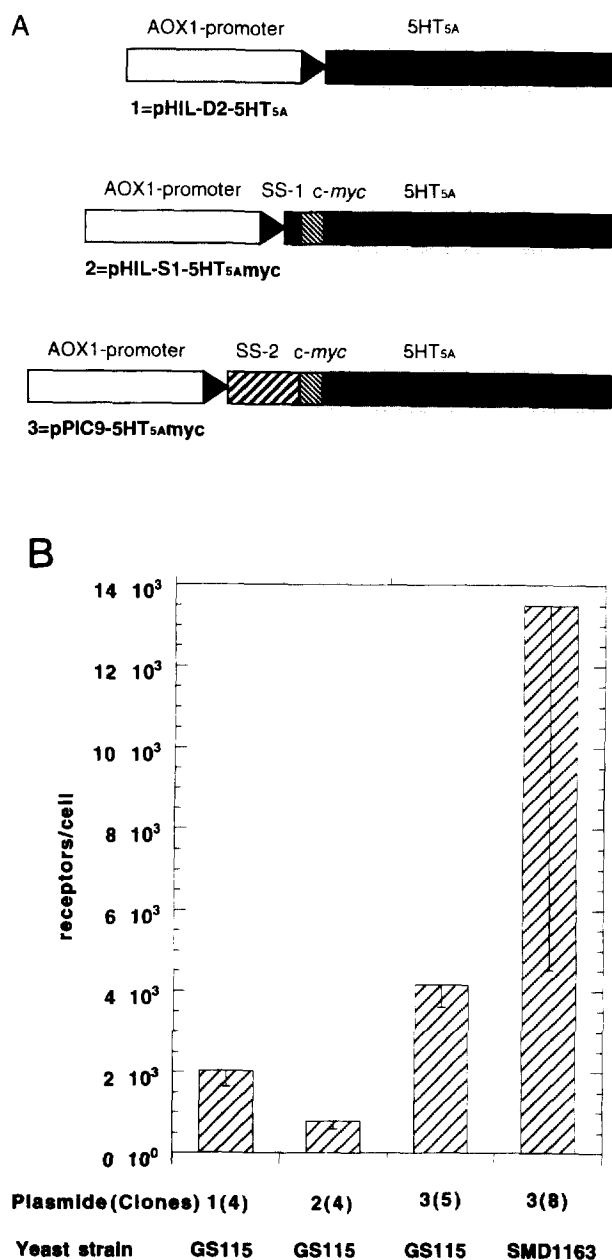 A
AOX1-promoter 5HT5A
1=pHIL-D2-5HT5A
AOX1-promoter SS-1 c-myc 5HT5A
2=pHIL-S1-5HT5Amyc
AOX1-promoter SS-2 c-myc 5HT5A
3=pPIC9-5HT5Amyc
B
14 10³
12 10³
10 10³
8 10³
6 10³
4 10³
2 10³
0 10⁰
receptors/cell
Plasmide(Clones) 1(4) 2(4) 3(5) 3(8)
Yeast strain GS115 GS115 GS115 SMD1163